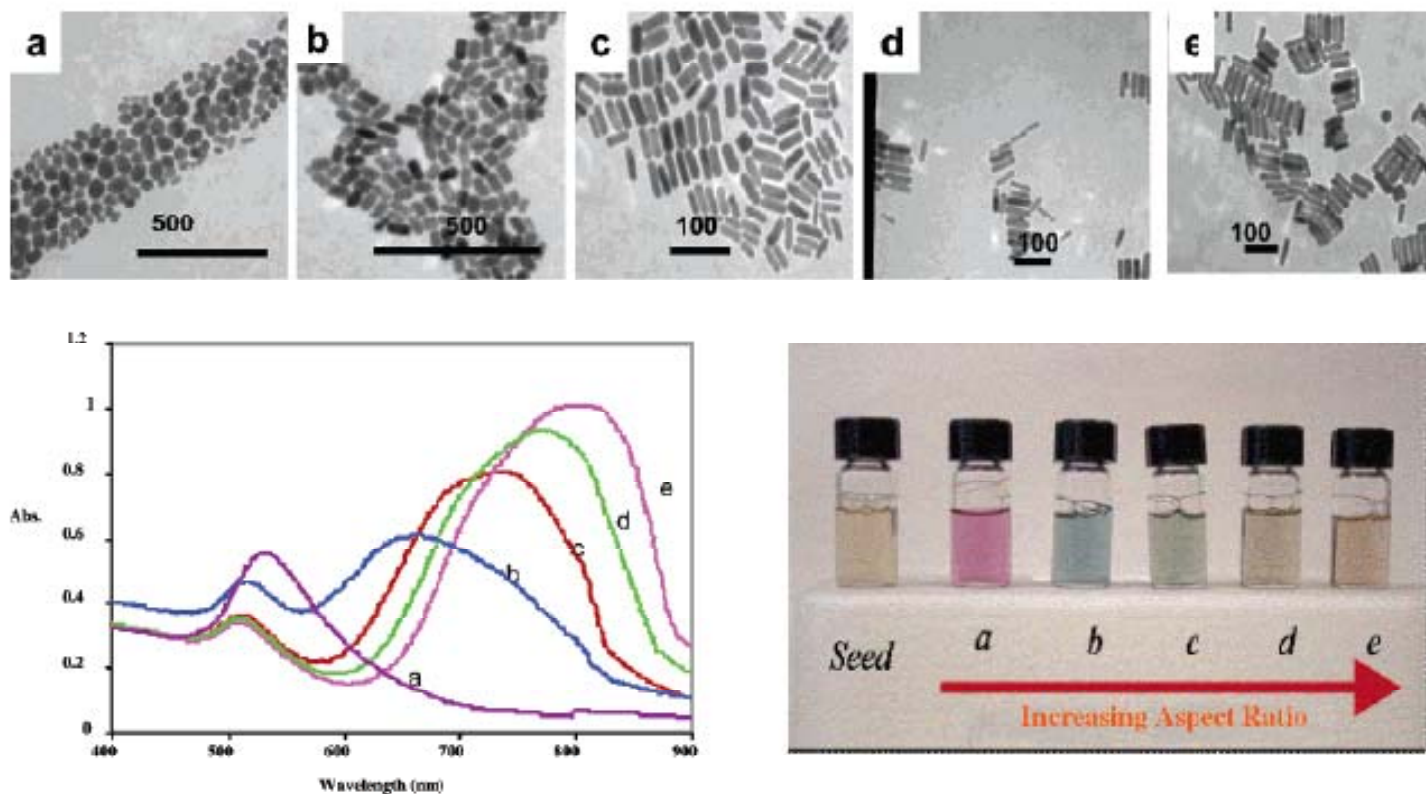 a
b
c
d
e
500
500
100
100
100
1.2
1
0.8
0.6
0.4
0.2
0
Abs.
e
d
c
b
a
400 500 600 700 800 900
Wavelength (nm)
Seed a b c d e
Increasing Aspect Ratio